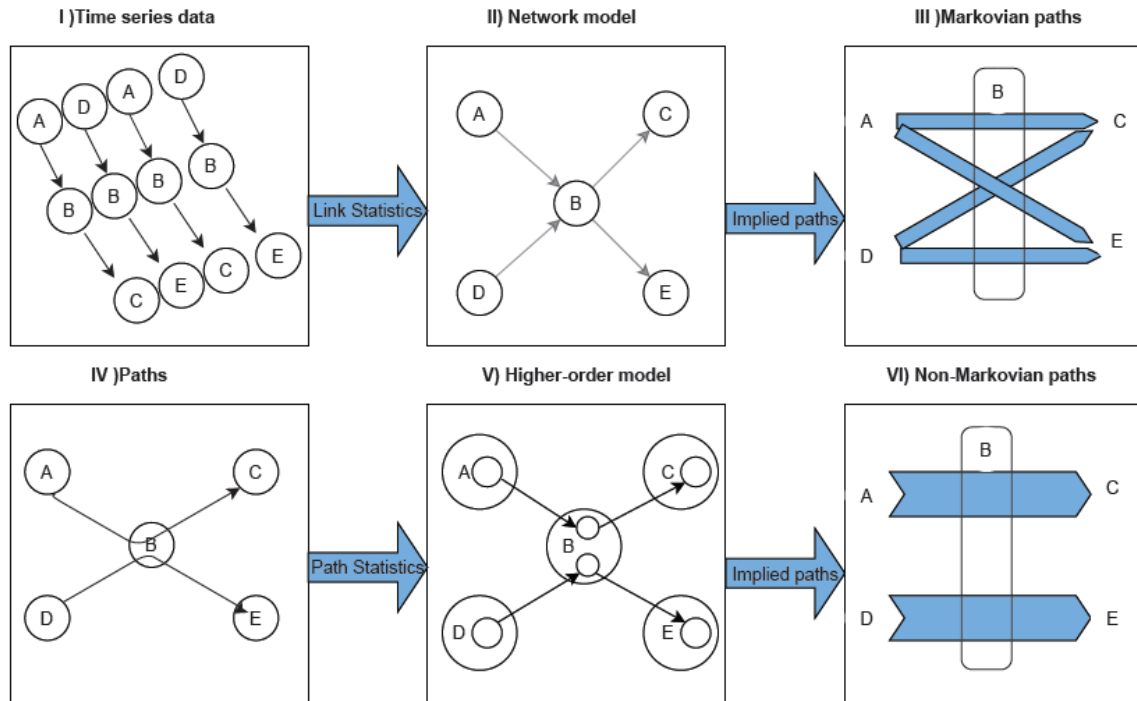 I )Time series data
II) Network model
III )Markovian paths
D
A
D
A
B
B
B
B
E
C
E
C
Link Statistics
A
C
B
D
E
Implied paths
B
A
C
D
E
IV )Paths
V) Higher-order model
VI) Non-Markovian paths
A
C
B
D
E
Path Statistics
A
C
B
D
E
Implied paths
B
A
C
D
E